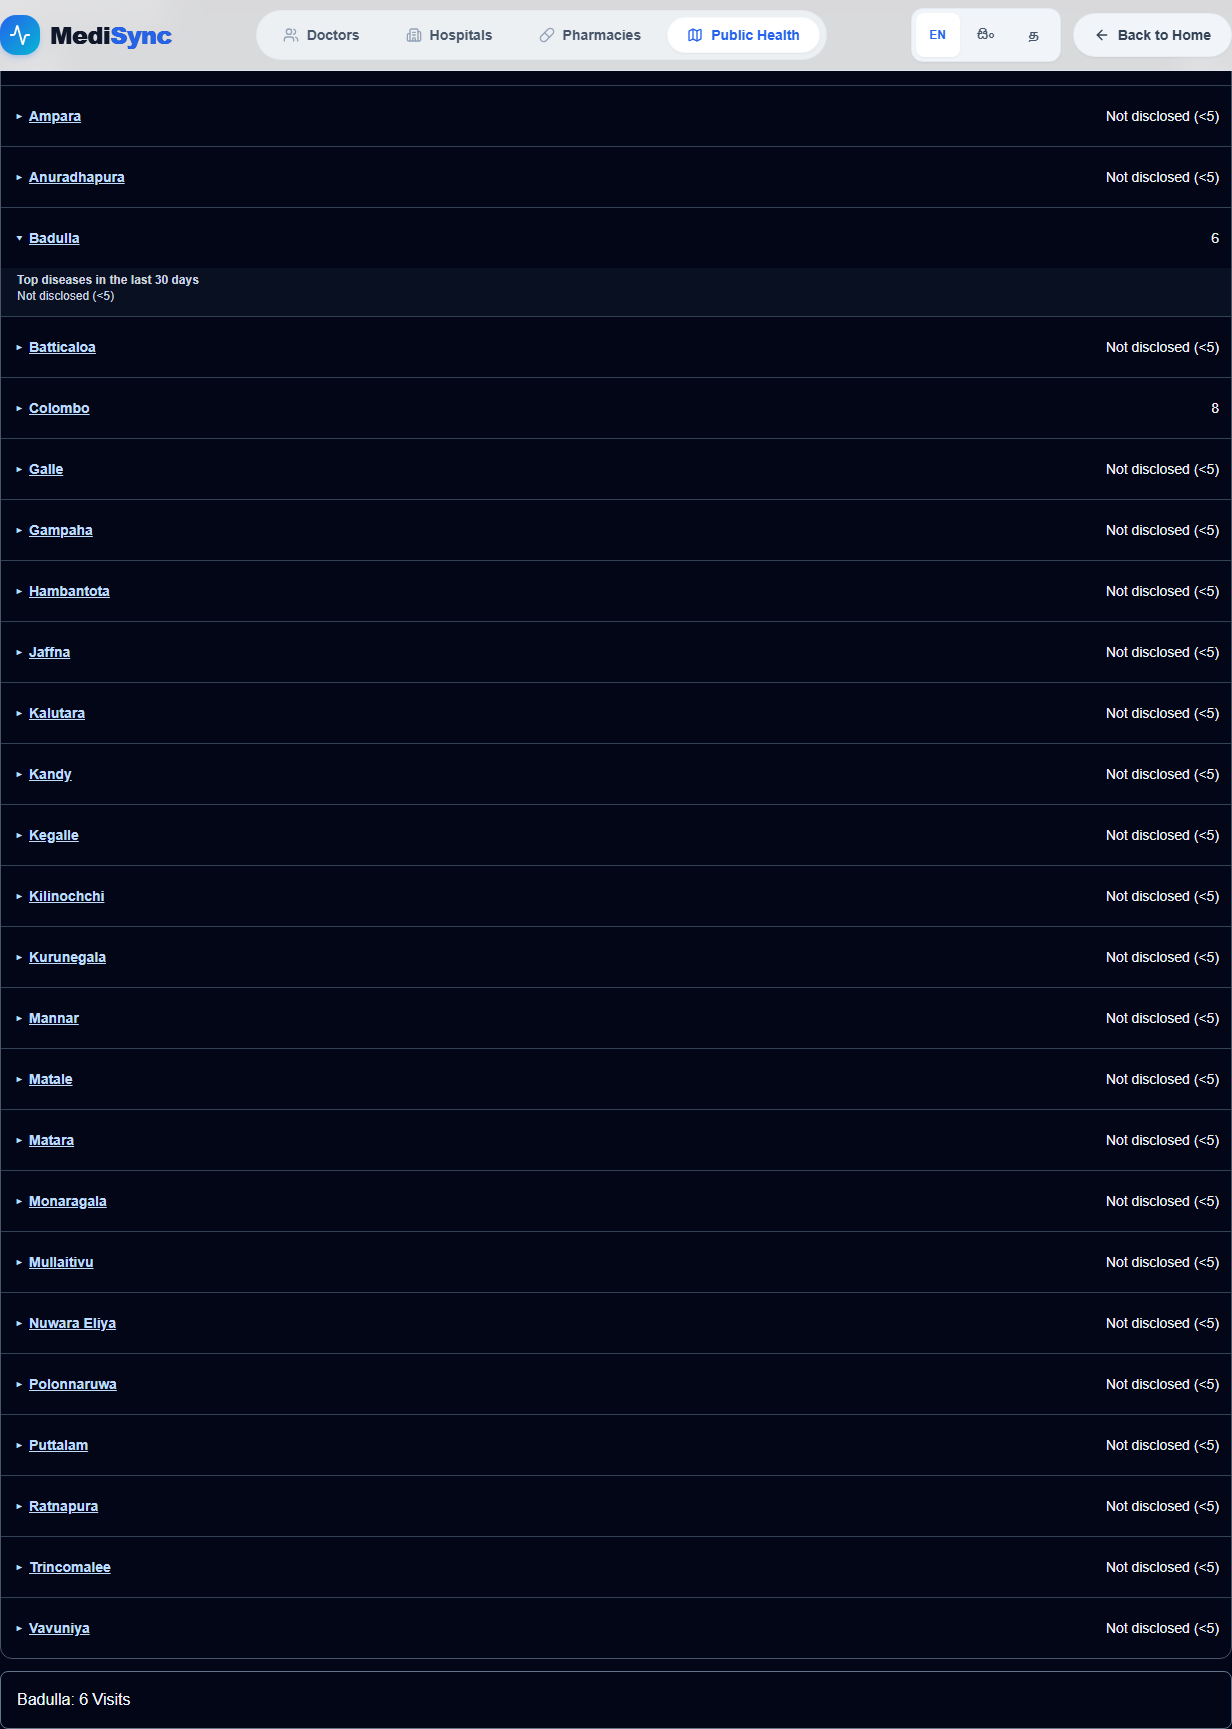 MediSync
Doctors
Hospitals
Pharmacies
Public Health
EN
සිං
த
Back to Home
Ampara Not disclosed (<5)
Anuradhapura Not disclosed (<5)
Badulla 6
Top diseases in the last 30 days
Not disclosed (<5)
Batticaloa Not disclosed (<5)
Colombo 8
Galle Not disclosed (<5)
Gampaha Not disclosed (<5)
Hambantota Not disclosed (<5)
Jaffna Not disclosed (<5)
Kalutara Not disclosed (<5)
Kandy Not disclosed (<5)
Kegalle Not disclosed (<5)
Kilinochchi Not disclosed (<5)
Kurunegala Not disclosed (<5)
Mannar Not disclosed (<5)
Matale Not disclosed (<5)
Matara Not disclosed (<5)
Monaragala Not disclosed (<5)
Mullaitivu Not disclosed (<5)
Nuwara Eliya Not disclosed (<5)
Polonnaruwa Not disclosed (<5)
Puttalam Not disclosed (<5)
Ratnapura Not disclosed (<5)
Trincomalee Not disclosed (<5)
Vavuniya Not disclosed (<5)
Badulla: 6 Visits